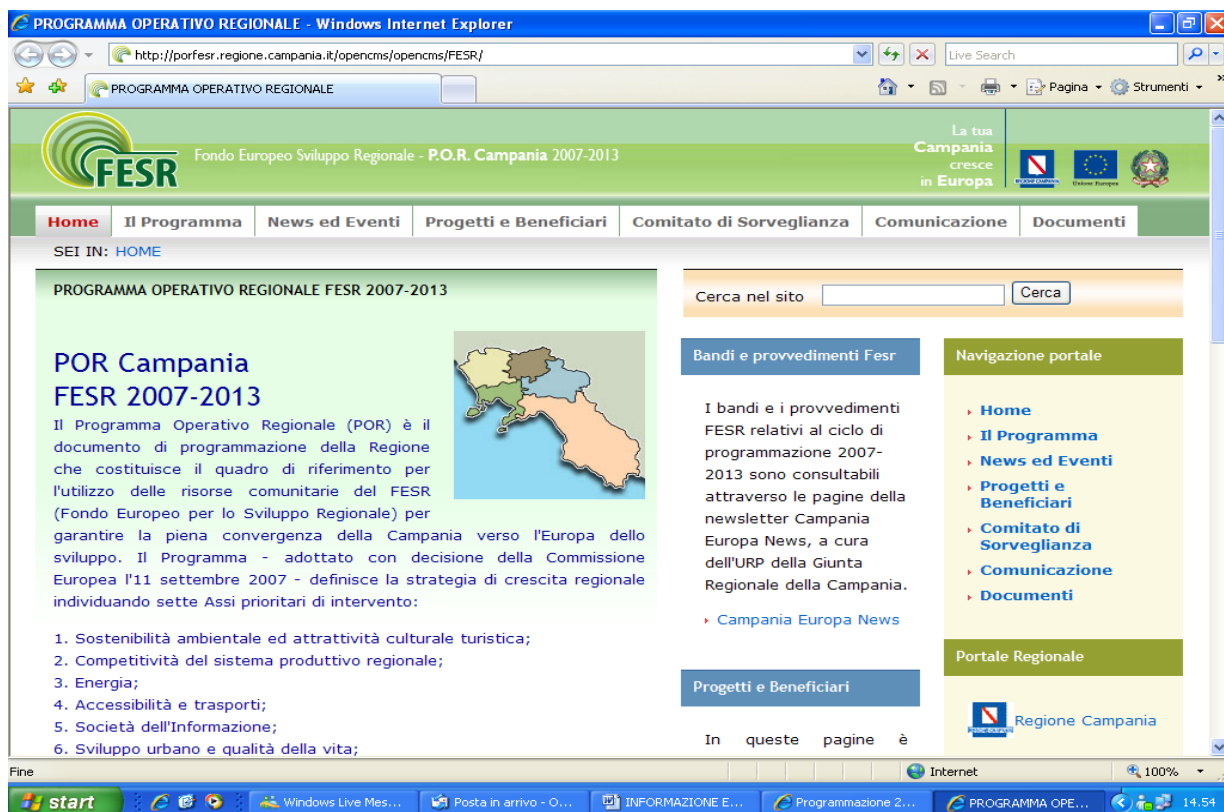 PROGRAMMA OPERATIVO REGIONALE - Windows Internet Explorer
http://porfesr.regione.campania.it/opencms/opencms/FESR/
Live Search
PROGRAMMA OPERATIVO REGIONALE
Pagina
Strumenti
FESR
Fondo Europeo Sviluppo Regionale - P.O.R. Campania 2007-2013
La tua
Campania
cresce
in Europa
REGIONE CAMPANIA
Unione Europea
Home
Il Programma
News ed Eventi
Progetti e Beneficiari
Comitato di Sorveglianza
Comunicazione
Documenti
SEI IN: HOME
PROGRAMMA OPERATIVO REGIONALE FESR 2007-2013
POR Campania
FESR 2007-2013
Il Programma Operativo Regionale (POR) è il
documento di programmazione della Regione
che costituisce il quadro di riferimento per
l'utilizzo delle risorse comunitarie del FESR
(Fondo Europeo per lo Sviluppo Regionale) per
garantire la piena convergenza della Campania verso l'Europa dello
sviluppo. Il Programma - adottato con decisione della Commissione
Europea l'11 settembre 2007 - definisce la strategia di crescita regionale
individuando sette Assi prioritari di intervento:
1. Sostenibilità ambientale ed attrattività culturale turistica;
2. Competitività del sistema produttivo regionale;
3. Energia;
4. Accessibilità e trasporti;
5. Società dell'Informazione;
6. Sviluppo urbano e qualità della vita;
Cerca nel sito
Cerca
Bandi e provvedimenti Fesr
I bandi e i provvedimenti
FESR relativi al ciclo di
programmazione 2007-
2013 sono consultabili
attraverso le pagine della
newsletter Campania
Europa News, a cura
dell'URP della Giunta
Regionale della Campania.
Campania Europa News
Progetti e Beneficiari
In queste pagine è
Navigazione portale
Home
Il Programma
News ed Eventi
Progetti e
Beneficiari
Comitato di
Sorveglianza
Comunicazione
Documenti
Portale Regionale
Regione Campania
Fine
Internet
100%
start
Windows Live Mes...
Posta in arrivo - O...
INFORMAZIONE E...
Programmazione 2...
PROGRAMMA OPE...
14.54